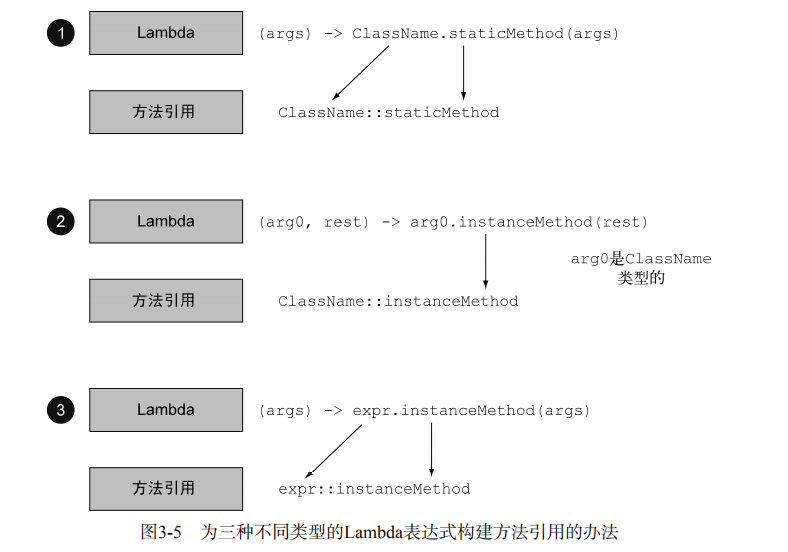 1 Lambda (args) -> ClassName.staticMethod(args)
方法引用 ClassName::staticMethod
2 Lambda (arg0, rest) -> arg0.instanceMethod(rest)
arg0是ClassName
类型的
方法引用 ClassName::instanceMethod
3 Lambda (args) -> expr.instanceMethod(args)
方法引用 expr::instanceMethod
图3-5 为三种不同类型的Lambda表达式构建方法引用的办法